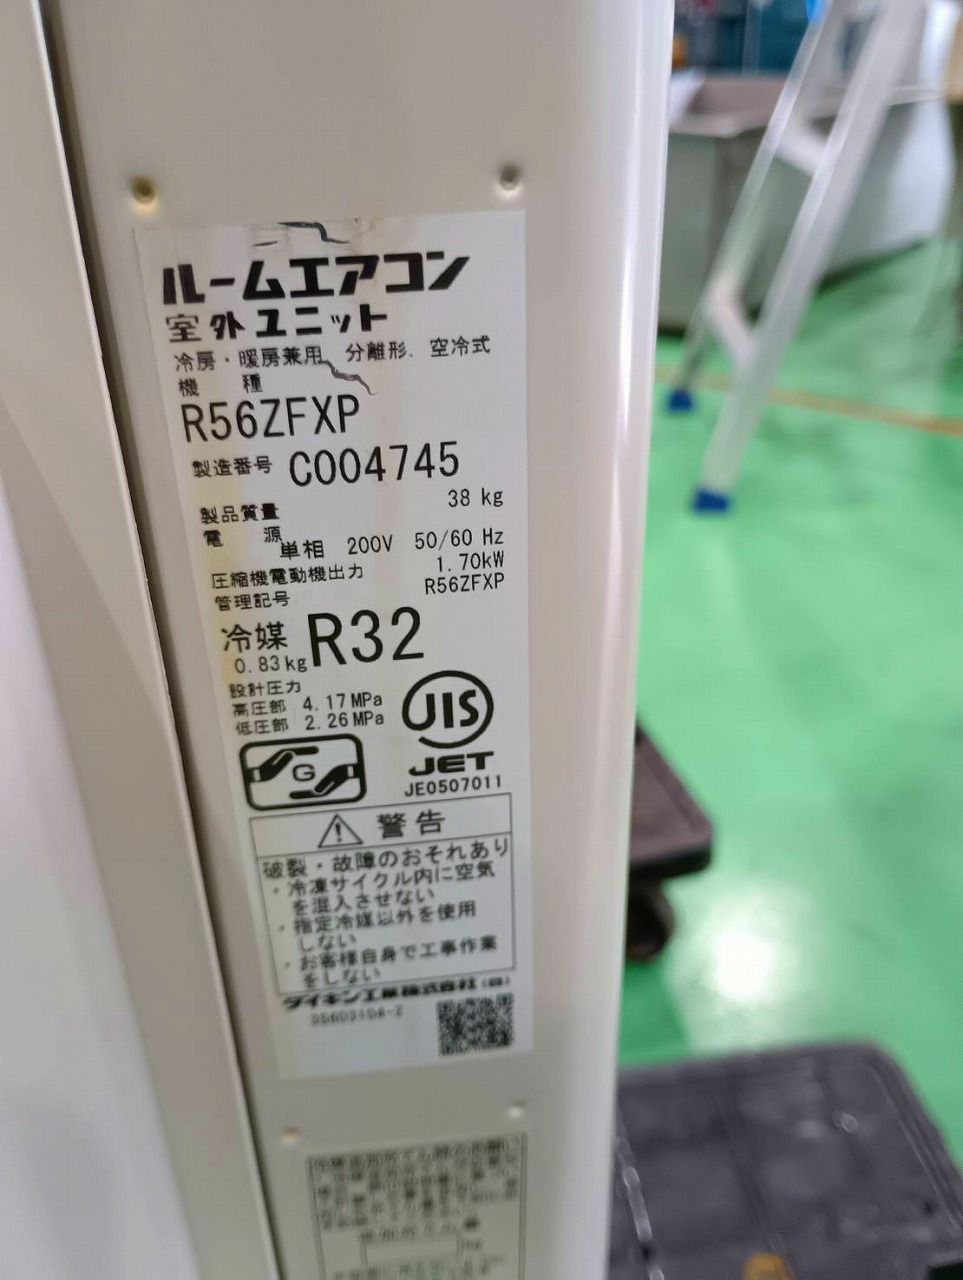 ルームエアコン
室外ユニット
冷房・暖房兼用 分離形. 空冷式
機 種
R56ZFXP
製造番号 C004745
製品質量 38 kg
電 源 単相 200V 50/60 Hz
圧縮機電動機出力 1.70kW
管理記号 R56ZFXP
冷媒 R32
0.83kg
設計圧力
高圧部 4.17MPa
低圧部 2.26MPa
JIS
G
JET
JE0507011
警告
破裂・故障のおそれあり
・冷凍サイクル内に空気
を混入させない
・指定冷媒以外を使用
しない
・お客様自身で工事作業
をしない
ダイキン工業株式会社